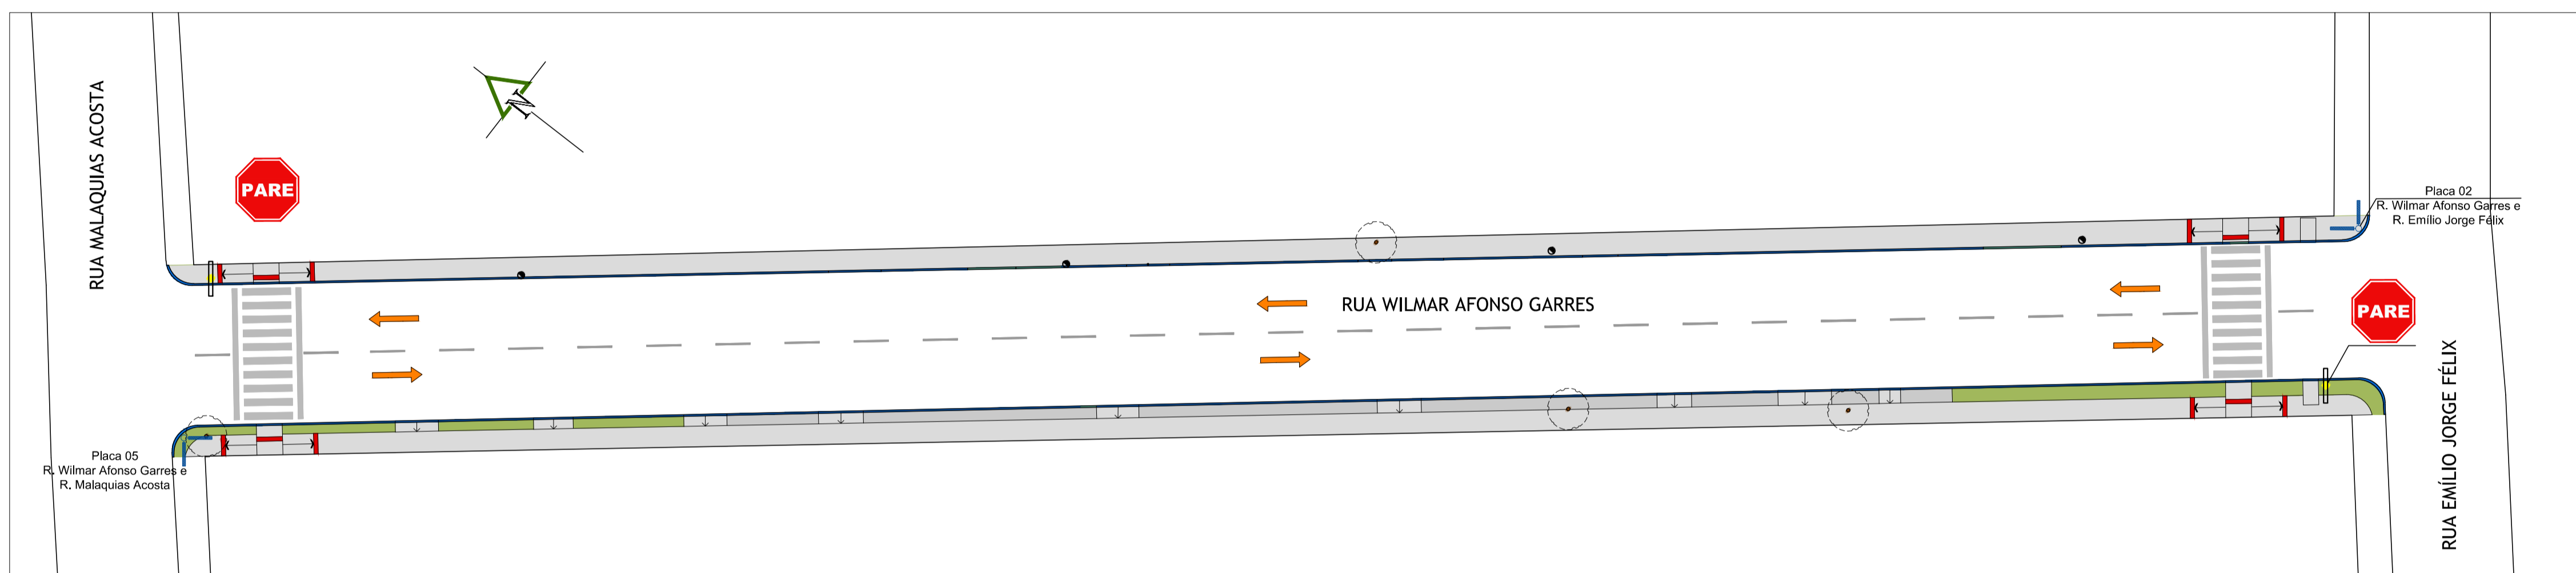 RUA MALAQUIAS ACOSTA
N
PARE
Placa 02
R. Wilmar Afonso Garres e
R. Emílio Jorge Félix
RUA WILMAR AFONSO GARRES
PARE
RUA EMÍLIO JORGE FÉLIX
Placa 05
R. Wilmar Afonso Garres e
R. Malaquias Acosta